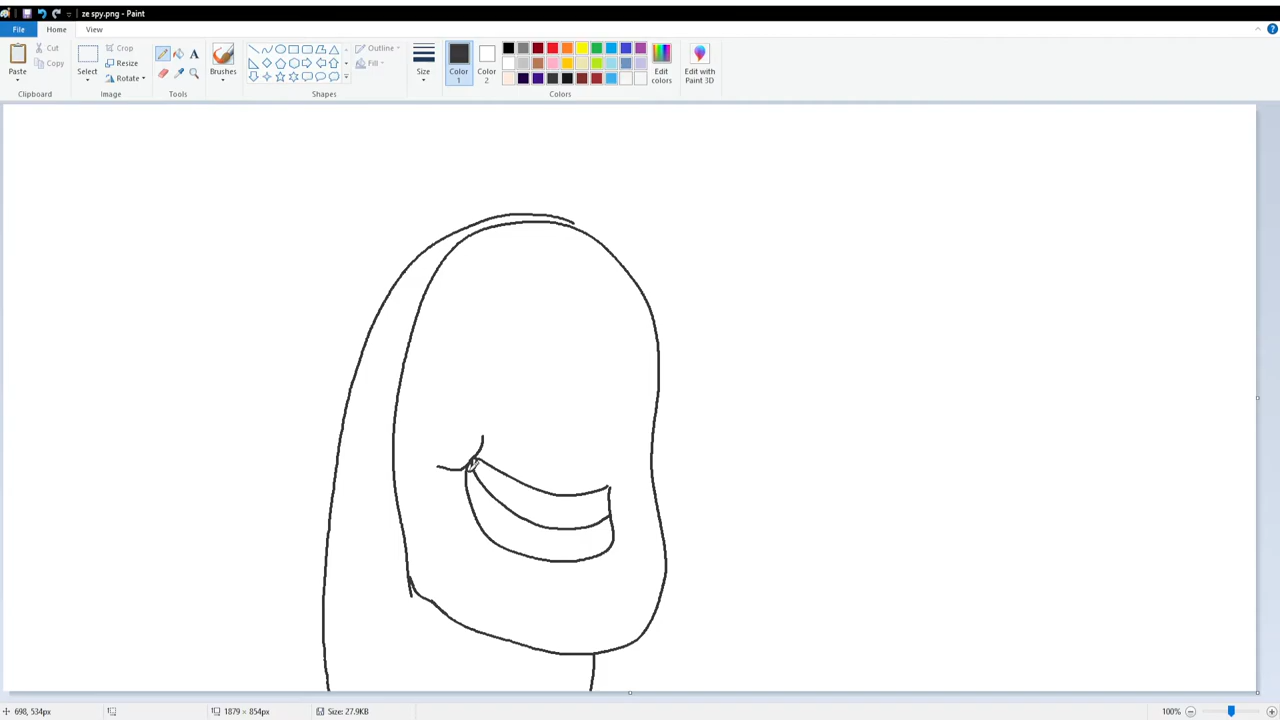 ze spy.png - Paint
File Home View
Paste
Cut
Copy
Clipboard
Select
Crop
Resize
Rotate
Image
A
Tools
Brushes
Outline
Fill
Shapes
Size
Color
1
Color
2
Edit
colors
Colors
Edit with
Paint 3D
698, 534px 1879 × 854px Size: 27.9KB 100%